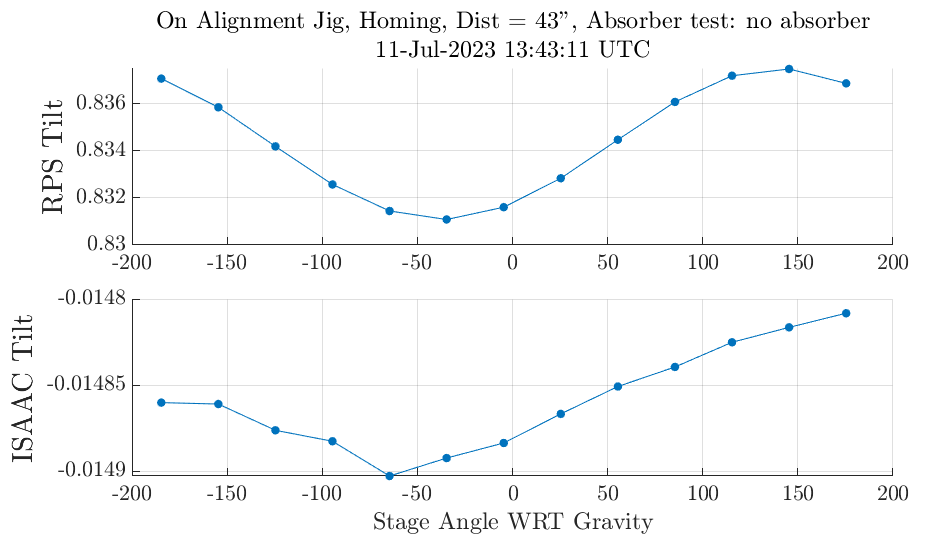 On Alignment Jig, Homing, Dist = 43”, Absorber test: no absorber
11-Jul-2023 13:43:11 UTC
RPS Tilt
0.836
0.834
0.832
0.83
-200 -150 -100 -50 0 50 100 150 200
ISAAC Tilt
-0.0148
-0.01485
-0.0149
-200 -150 -100 -50 0 50 100 150 200
Stage Angle WRT Gravity